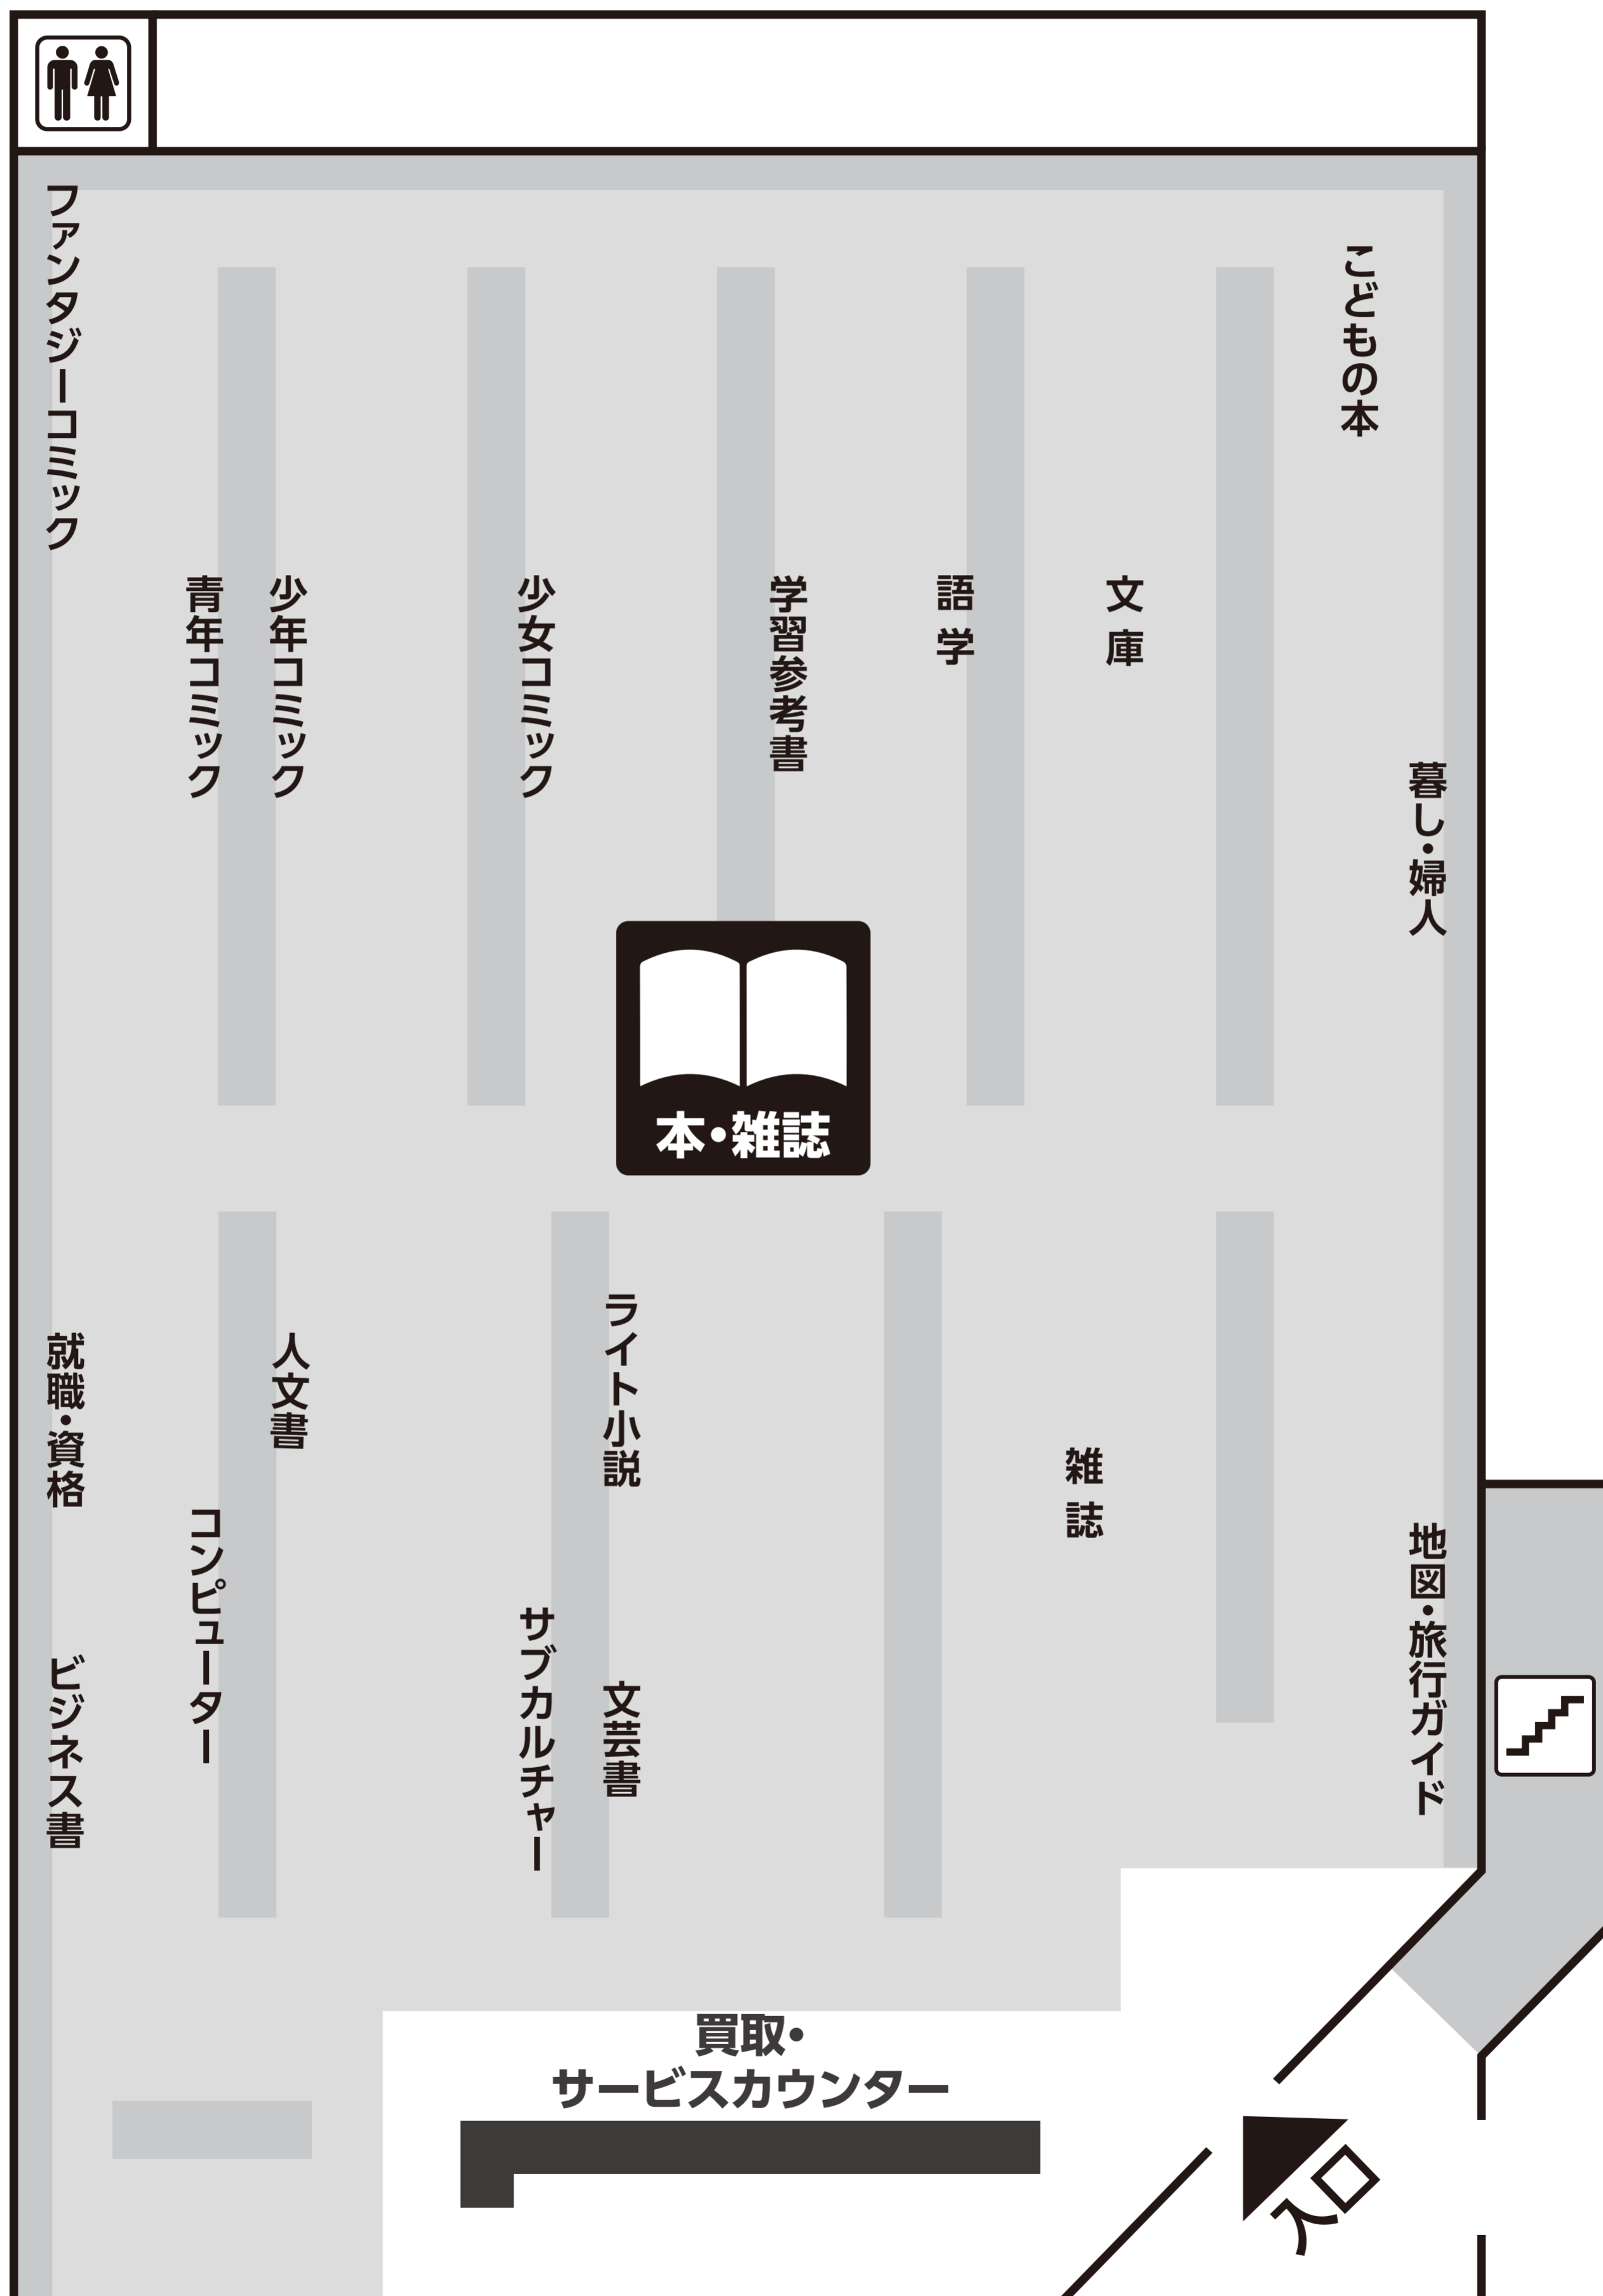 こどもの本
ファンタジーコミック
青年コミック
少年コミック
少女コミック
学習参考書
語学
文庫
暮し・婦人
本・雑誌
就職・資格
ビジネス書
人文書
コンピューター
ライト小説
サブカルチャー
文芸書
雑誌
地図・旅行ガイド
買取・
サービスカウンター
入口